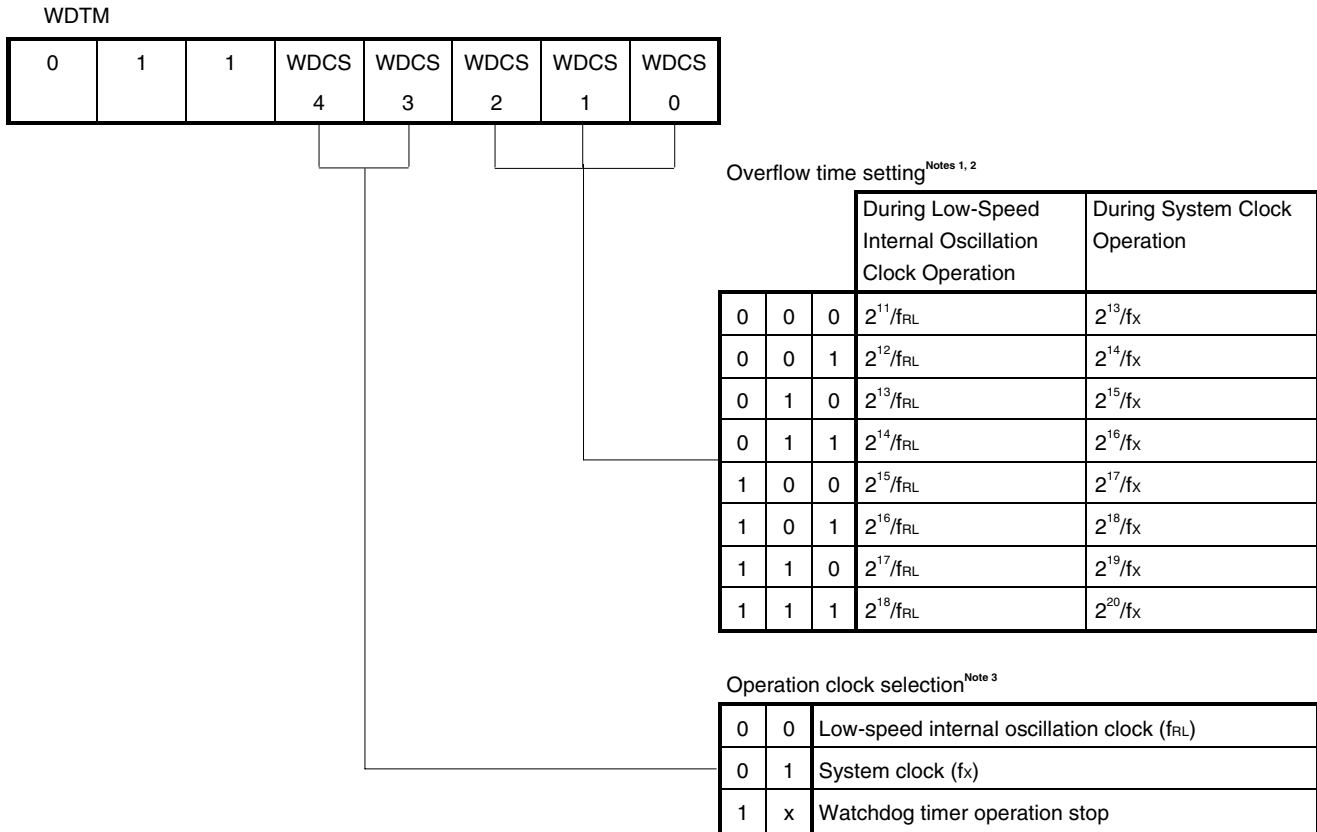 WDTM
0 1 1 WDCS WDCS WDCS WDCS WDCS
4 3 2 1 0
Overflow time setting Notes 1, 2
During Low-Speed During System Clock
Internal Oscillation Operation
Clock Operation
0 0 0 2^11/fRL 2^13/fX
0 0 1 2^12/fRL 2^14/fX
0 1 0 2^13/fRL 2^15/fX
0 1 1 2^14/fRL 2^16/fX
1 0 0 2^15/fRL 2^17/fX
1 0 1 2^16/fRL 2^18/fX
1 1 0 2^17/fRL 2^19/fX
1 1 1 2^18/fRL 2^20/fX
Operation clock selection Note 3
0 0 Low-speed internal oscillation clock (fRL)
0 1 System clock (fX)
1 x Watchdog timer operation stop